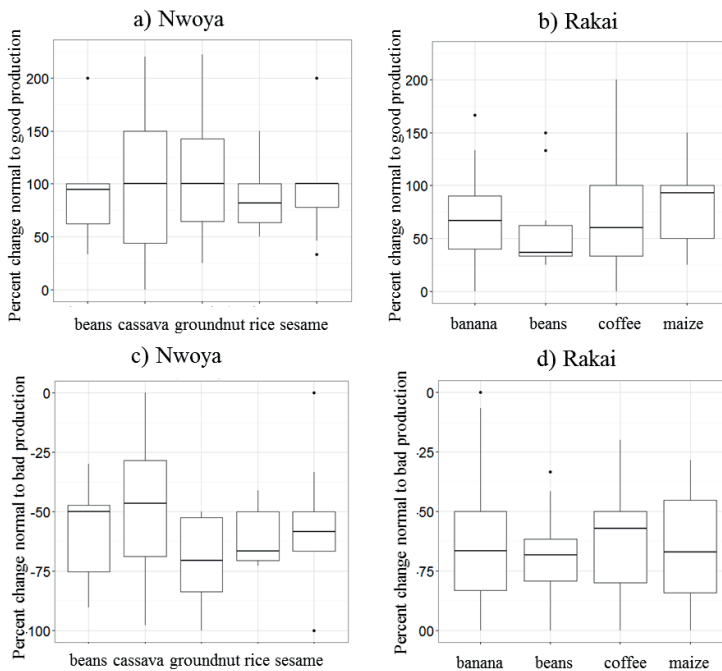 a) Nwoya
Percent change normal to good production
200
150
100
50
0
beans cassava groundnut rice sesame
b) Rakai
Percent change normal to good production
200
150
100
50
0
banana beans coffee maize
c) Nwoya
Percent change normal to bad production
0
-25
-50
-75
-100
beans cassava groundnut rice sesame
d) Rakai
Percent change normal to bad production
0
-25
-50
-75
00
banana beans coffee maize